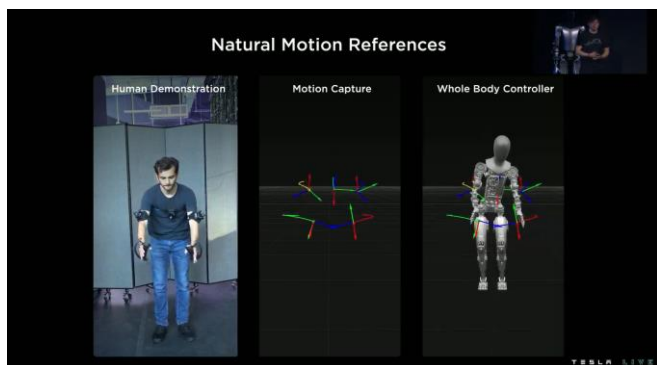 Natural Motion References
Human Demonstration
Motion Capture
Whole Body Controller
TESLA LIVE